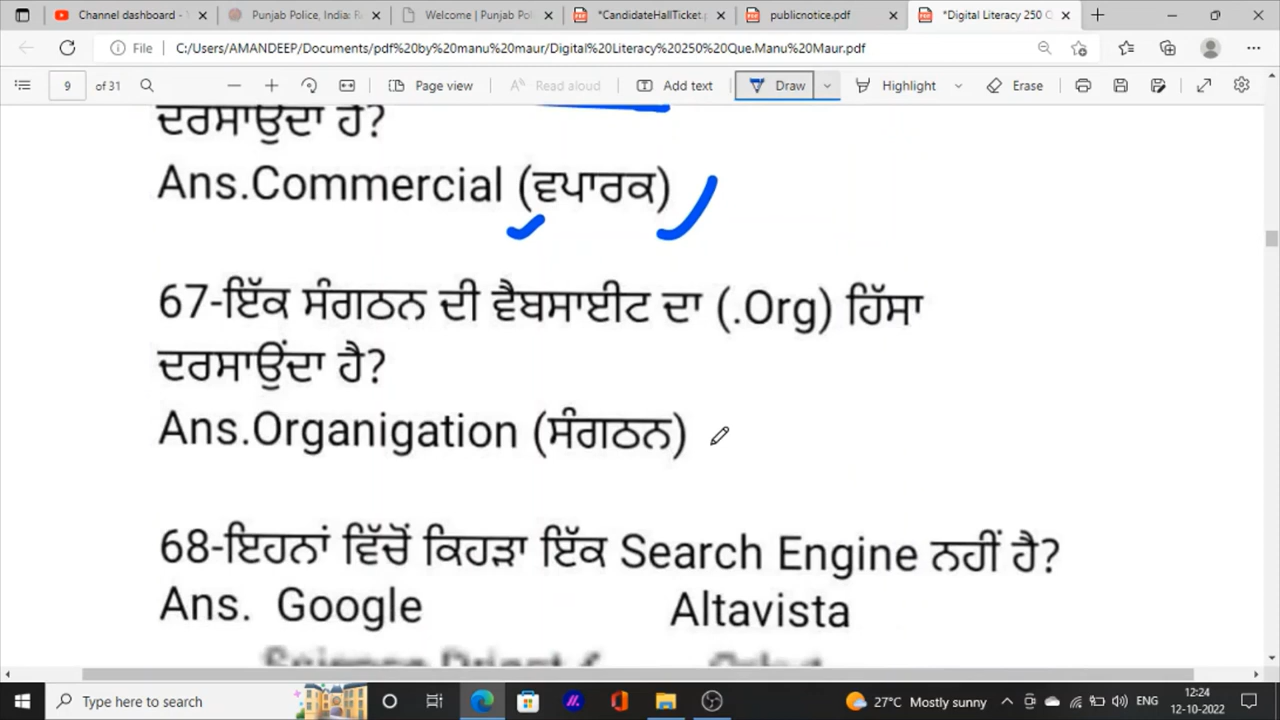 Channel dashboard - Y
Punjab Police, India: Re
Welcome | Punjab Pol
*CandidateHallTicket.p
publicnotice.pdf
*Digital Literacy 250 Q
File C:/Users/AMANDEEP/Documents/pdf%20by%20manu%20maur/Digital%20Literacy%20250%20Que.Manu%20Maur.pdf
9 of 31 Page view Read aloud Add text Draw Highlight Erase
ਦਰਸਾਉਂਦਾ ਹੈ?
Ans.Commercial (ਵਪਾਰਕ)
67-ਇੱਕ ਸੰਗਠਨ ਦੀ ਵੈਬਸਾਈਟ ਦਾ (.Org) ਹਿੱਸਾ
ਦਰਸਾਉਂਦਾ ਹੈ?
Ans.Organigation (ਸੰਗਠਨ)
68-ਇਹਨਾਂ ਵਿੱਚੋਂ ਕਿਹੜਾ ਇੱਕ Search Engine ਨਹੀਂ ਹੈ?
Ans. Google Altavista
Type here to search
27°C Mostly sunny
ENG
12:24
12-10-2022